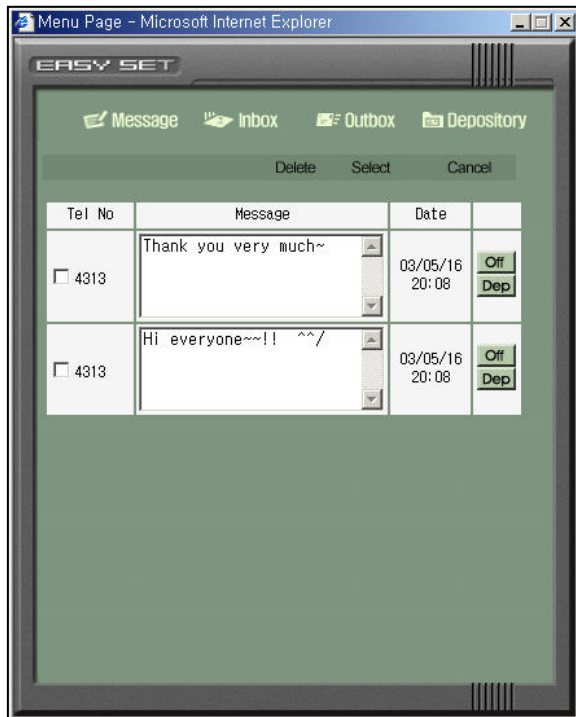 Menu Page - Microsoft Internet Explorer
EASY SET
Message Inbox Outbox Depository
Delete Select Cancel
Tel No Message Date
4313 Thank you very much~ 03/05/16 20:08 Off Dep
4313 Hi everyone~~!! ^^/ 03/05/16 20:08 Off Dep